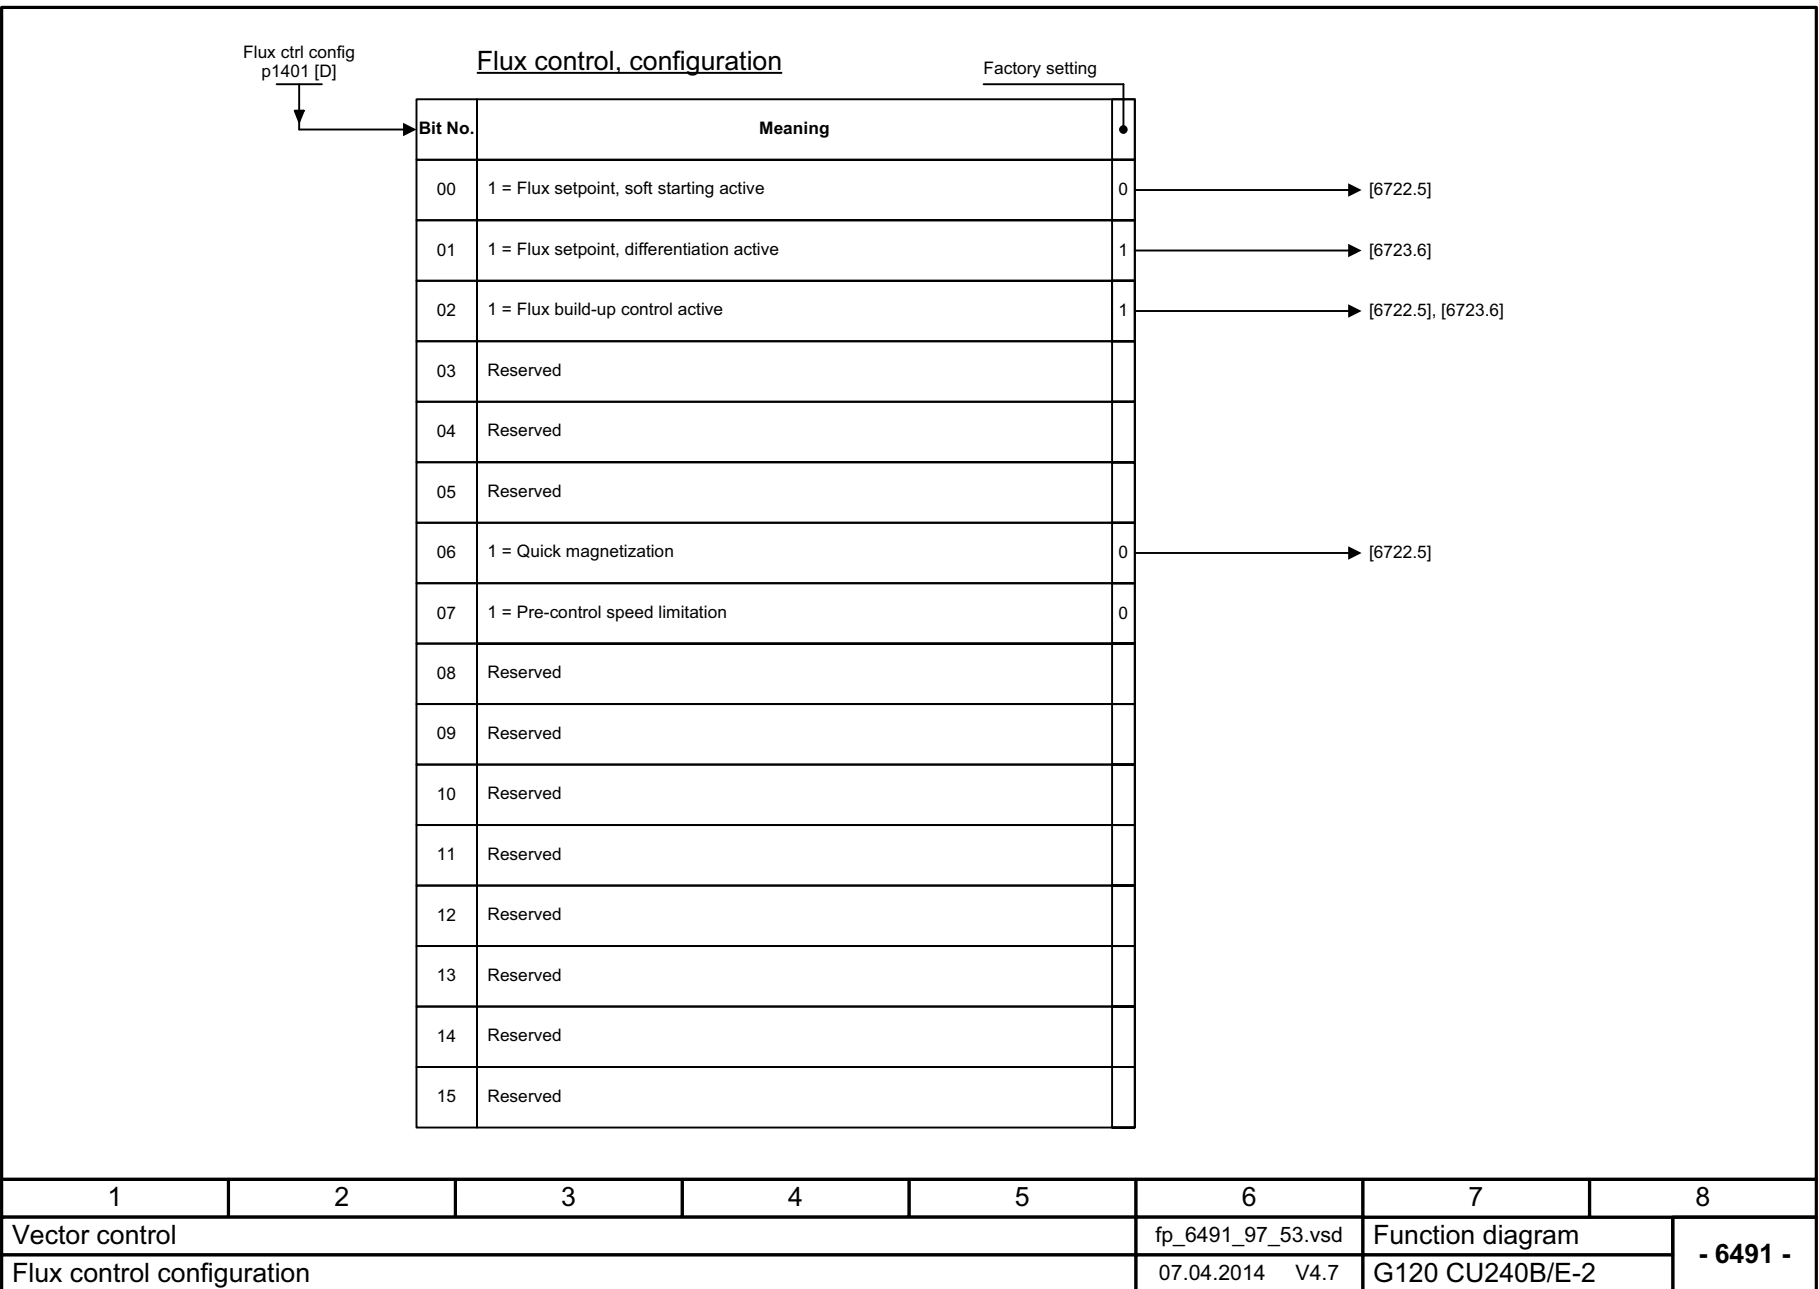 Flux ctrl config
p1401 [D]
Flux control, configuration
Factory setting
Bit No. Meaning
00 1 = Flux setpoint, soft starting active 0 [6722.5]
01 1 = Flux setpoint, differentiation active 1 [6723.6]
02 1 = Flux build-up control active 1 [6722.5], [6723.6]
03 Reserved
04 Reserved
05 Reserved
06 1 = Quick magnetization 0 [6722.5]
07 1 = Pre-control speed limitation 0
08 Reserved
09 Reserved
10 Reserved
11 Reserved
12 Reserved
13 Reserved
14 Reserved
15 Reserved
1 2 3 4 5 6 7 8
Vector control fp_6491_97_53.vsd Function diagram
- 6491 -
Flux control configuration 07.04.2014 V4.7 G120 CU240B/E-2